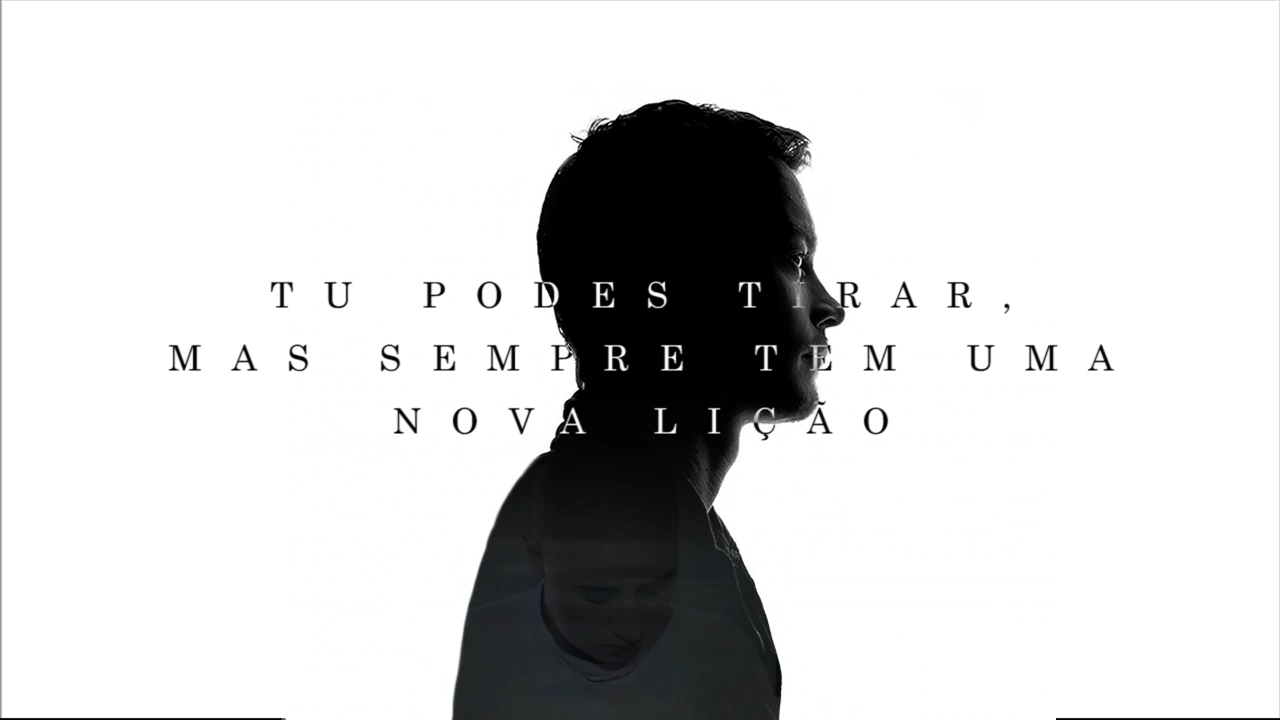 TU PODES TIRAR,
MAS SEMPRE TEM UMA
NOVA LIÇÃO